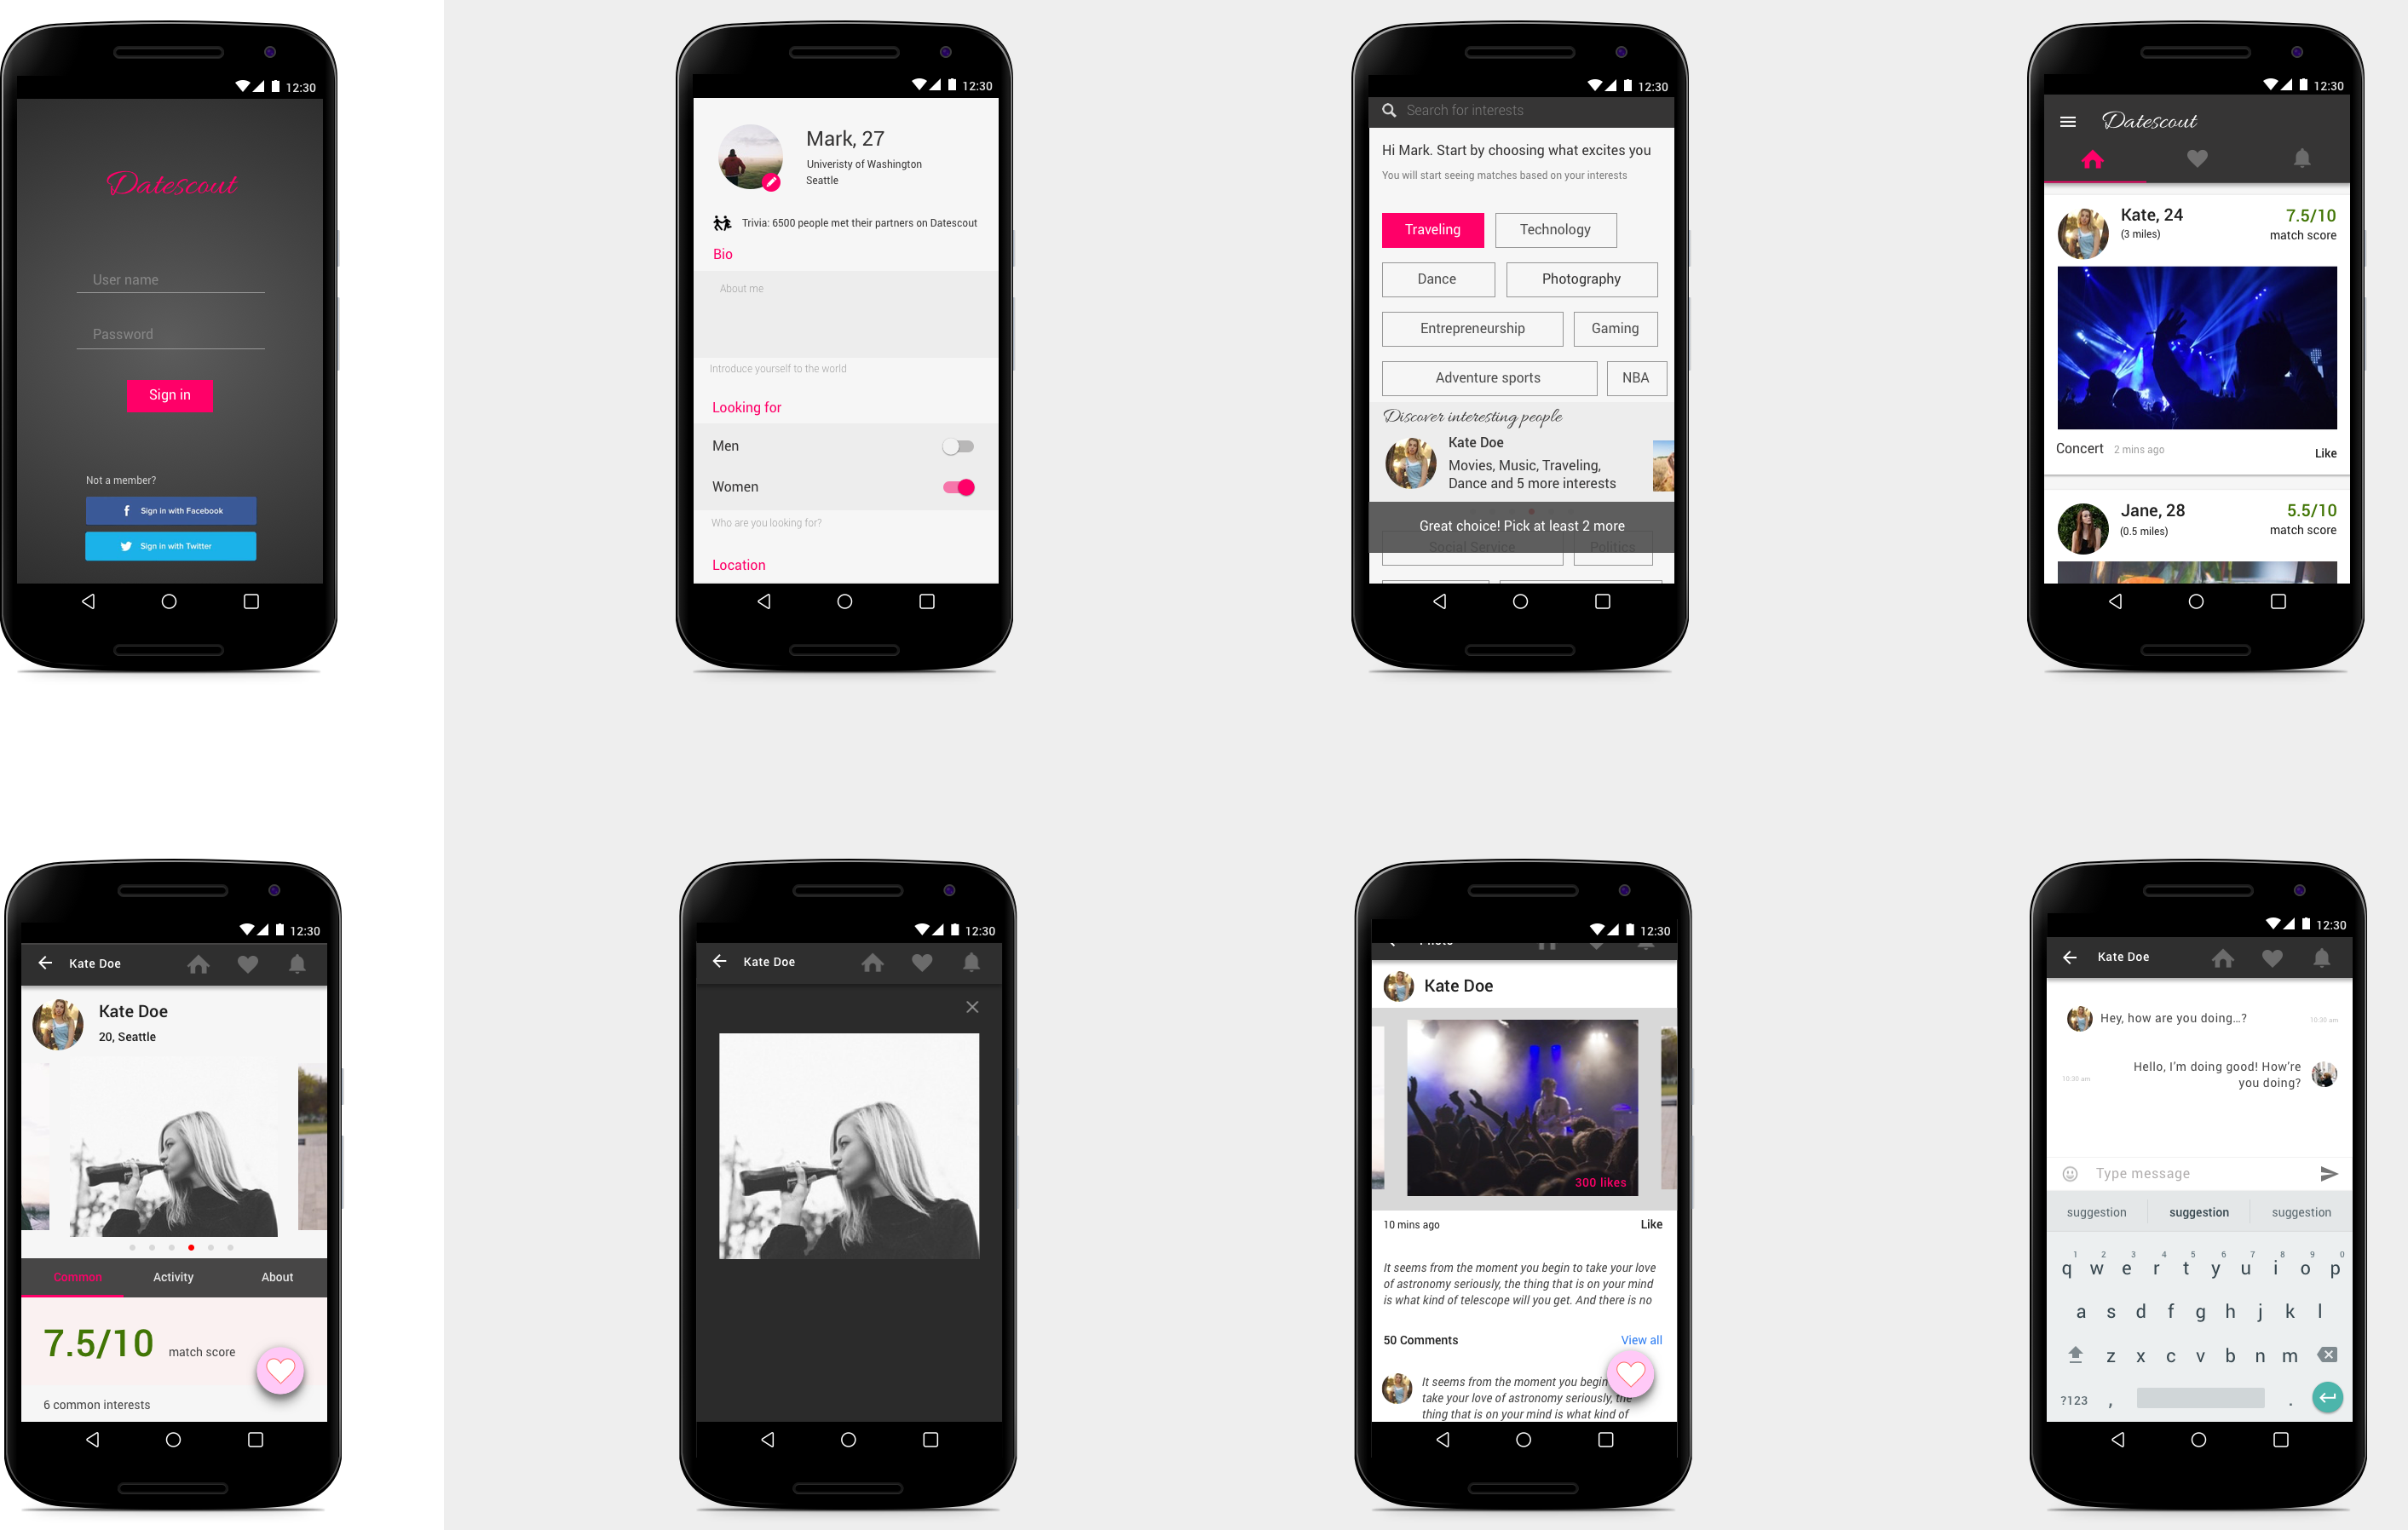 12:30
Datescout
User name
Password
Sign in
Not a member?
Sign in with Facebook
Sign in with Twitter
12:30
Mark, 27
Univeristy of Washington
Seattle
Trivia: 6500 people met their partners on Datescout
Bio
About me
Introduce yourself to the world
Looking for
Men
Women
Who are you looking for?
Location
12:30
Search for interests
Hi Mark. Start by choosing what excites you
You will start seeing matches based on your interests
Traveling
Technology
Dance
Photography
Entrepreneurship
Gaming
Adventure sports
NBA
Discover interesting people
Kate Doe
Movies, Music, Traveling,
Dance and 5 more interests
Great choice! Pick at least 2 more
Social Service
Politics
12:30
Datescout
Kate, 24
7.5/10
(3 miles)
match score
Concert
2 mins ago
Like
Jane, 28
5.5/10
(0.5 miles)
match score
12:30
Kate Doe
Kate Doe
20, Seattle
Common
Activity
About
7.5/10
match score
6 common interests
12:30
Kate Doe
12:30
Photo
Kate Doe
300 likes
10 mins ago
Like
It seems from the moment you begin to take your love
of astronomy seriously, the thing that is on your mind
is what kind of telescope will you get. And there is no
50 Comments
View all
It seems from the moment you begin
take your love of astronomy seriously, the
thing that is on your mind is what kind of
12:30
Kate Doe
Hey, how are you doing...?
10:30 am
Hello, I'm doing good! How're
10:30 am
you doing?
Type message
suggestion
suggestion
suggestion
1 2 3 4 5 6 7 8 9 0
q w e r t y u i o p
a s d f g h j k l
z x c v b n m
?123 , .